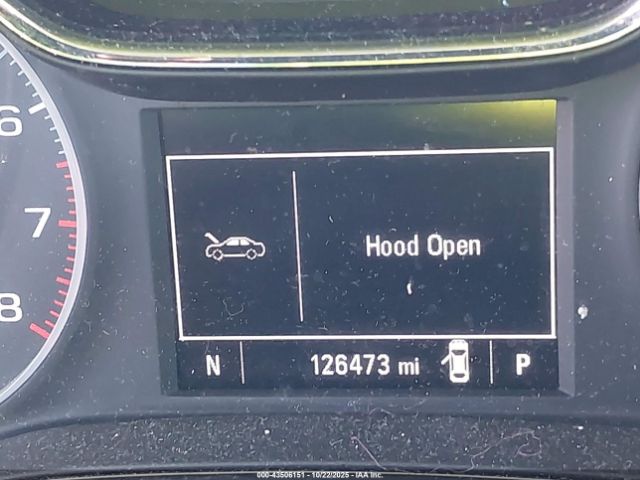 6
7
8
Hood Open
N 126473 mi P
000-43506151 - 10/22/2025 - IAA Inc.